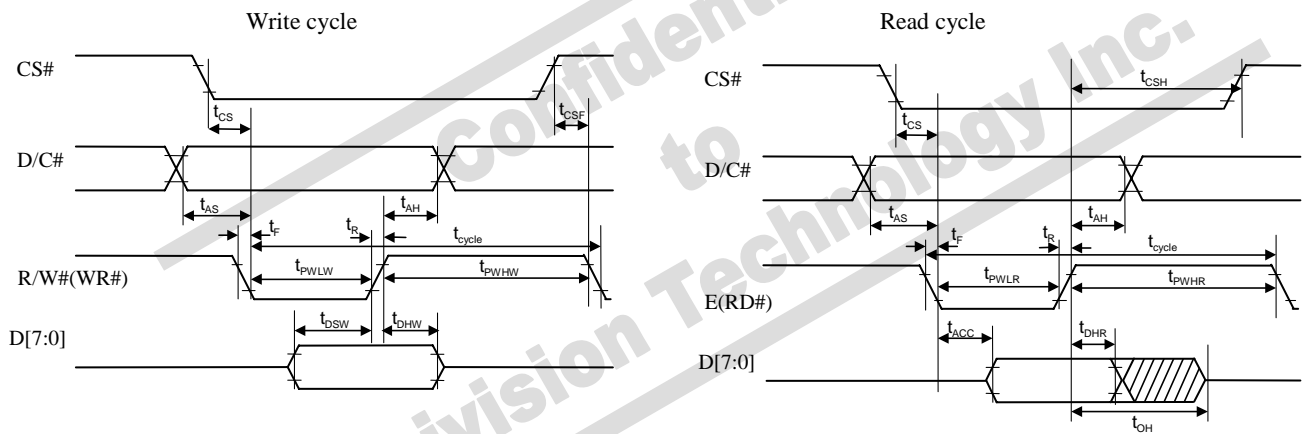 Write cycle
CS#
tCS
tCSF
D/C#
tAS
tAH
tF
tR
tcycle
R/W#(WR#)
tPWLW
tPWHW
tDSW
tDHW
D[7:0]
Read cycle
CS#
tCSH
tCS
D/C#
tAS
tAH
tF
tR
tcycle
E(RD#)
tPWLR
tPWHR
tACC
tDHR
D[7:0]
tOH
Confident
to
ivision Technology Inc.